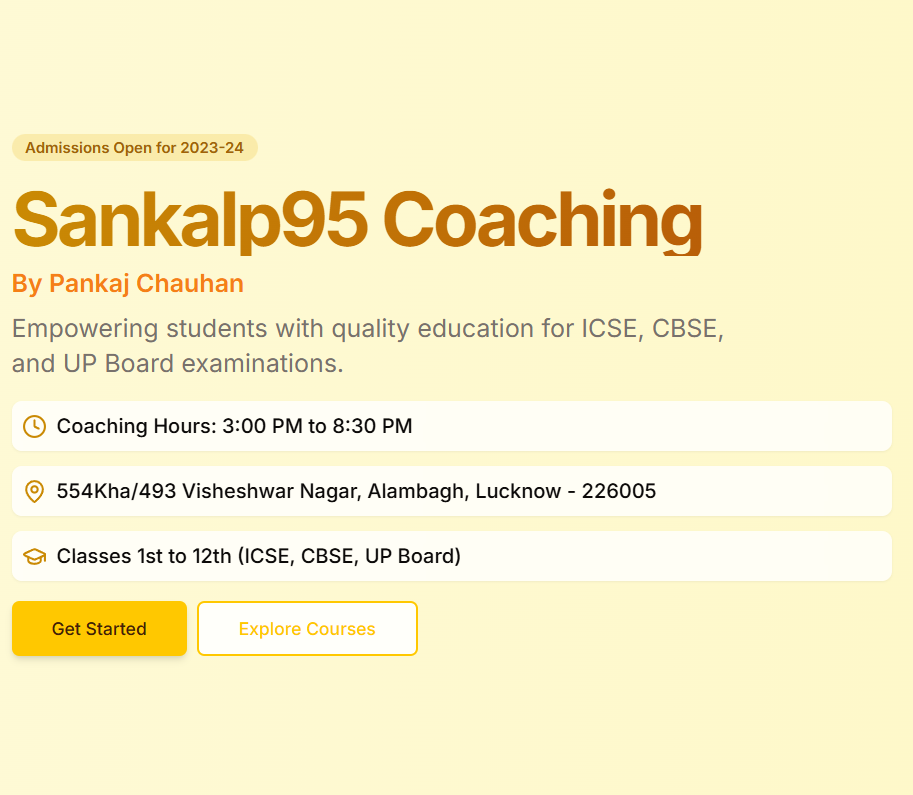 Admissions Open for 2023-24
Sankalp95 Coaching
By Pankaj Chauhan
Empowering students with quality education for ICSE, CBSE,
and UP Board examinations.
Coaching Hours: 3:00 PM to 8:30 PM
554Kha/493 Visheshwar Nagar, Alambagh, Lucknow - 226005
Classes 1st to 12th (ICSE, CBSE, UP Board)
Get Started
Explore Courses